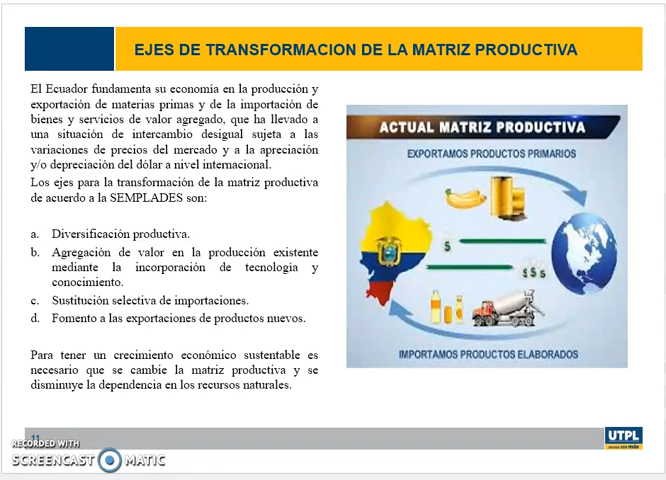 EJES DE TRANSFORMACION DE LA MATRIZ PRODUCTIVA
El Ecuador fundamenta su economía en la producción y
exportación de materias primas y de la importación de
bienes y servicios de valor agregado, que ha llevado a
una situación de intercambio desigual sujeta a las
variaciones de precios del mercado y a la apreciación
y/o depreciación del dólar a nivel internacional.
Los ejes para la transformación de la matriz productiva
de acuerdo a la SEMPLADES son:
a. Diversificación productiva.
b. Agregación de valor en la producción existente
mediante la incorporación de tecnología y
conocimiento.
c. Sustitución selectiva de importaciones.
d. Fomento a las exportaciones de productos nuevos.
Para tener un crecimiento económico sustentable es
necesario que se cambie la matriz productiva y se
disminuye la dependencia en los recursos naturales.
ACTUAL MATRIZ PRODUCTIVA
EXPORTAMOS PRODUCTOS PRIMARIOS
$
$ $ $
IMPORTAMOS PRODUCTOS ELABORADOS
11
RECORDED WITH
SCREENCAST MATIC
UTPL